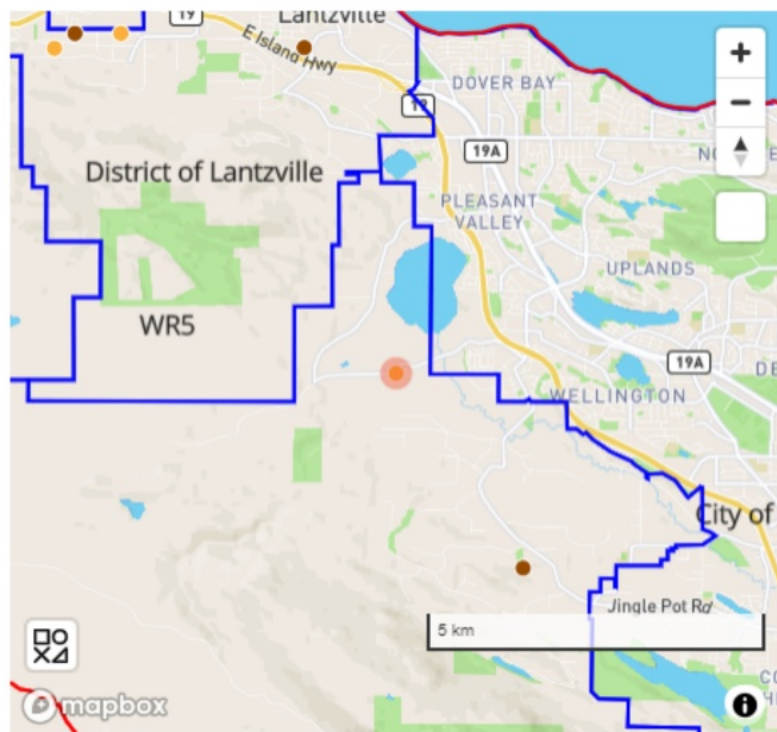 19
Lantzville
E Island Hwy
19
DOVER BAY
19A
District of Lantzville
PLEASANT
VALLEY
UPLANDS
WR5
19A
WELLINGTON
City of
Jingle Pot Rd
5 km
mapbox